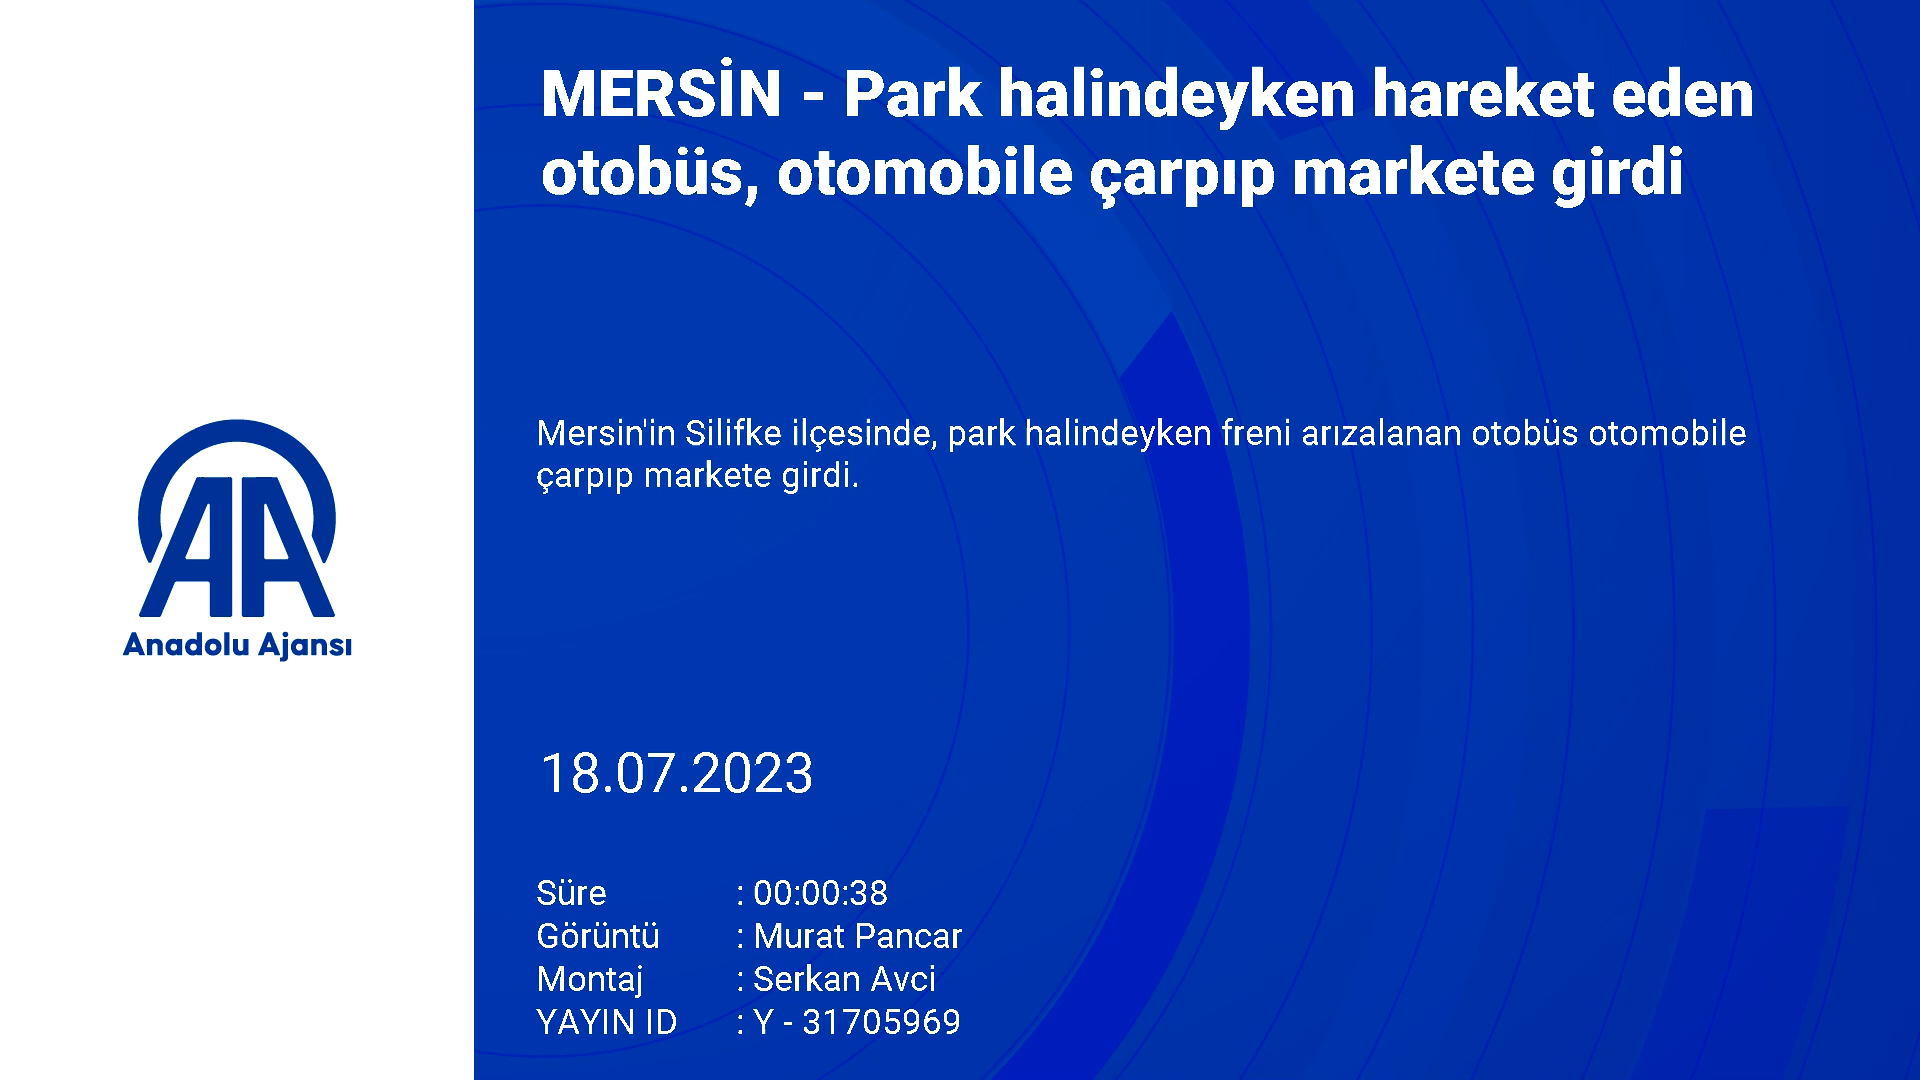 MERSİN - Park halindeyken hareket eden
otobüs, otomobile çarpıp markete girdi
Mersin'in Silifke ilçesinde, park halindeyken freni arızalanan otobüs otomobile
çarpıp markete girdi.
AA
Anadolu Ajansı
18.07.2023
Süre : 00:00:38
Görüntü : Murat Pancar
Montaj : Serkan Avci
YAYIN ID : Y - 31705969